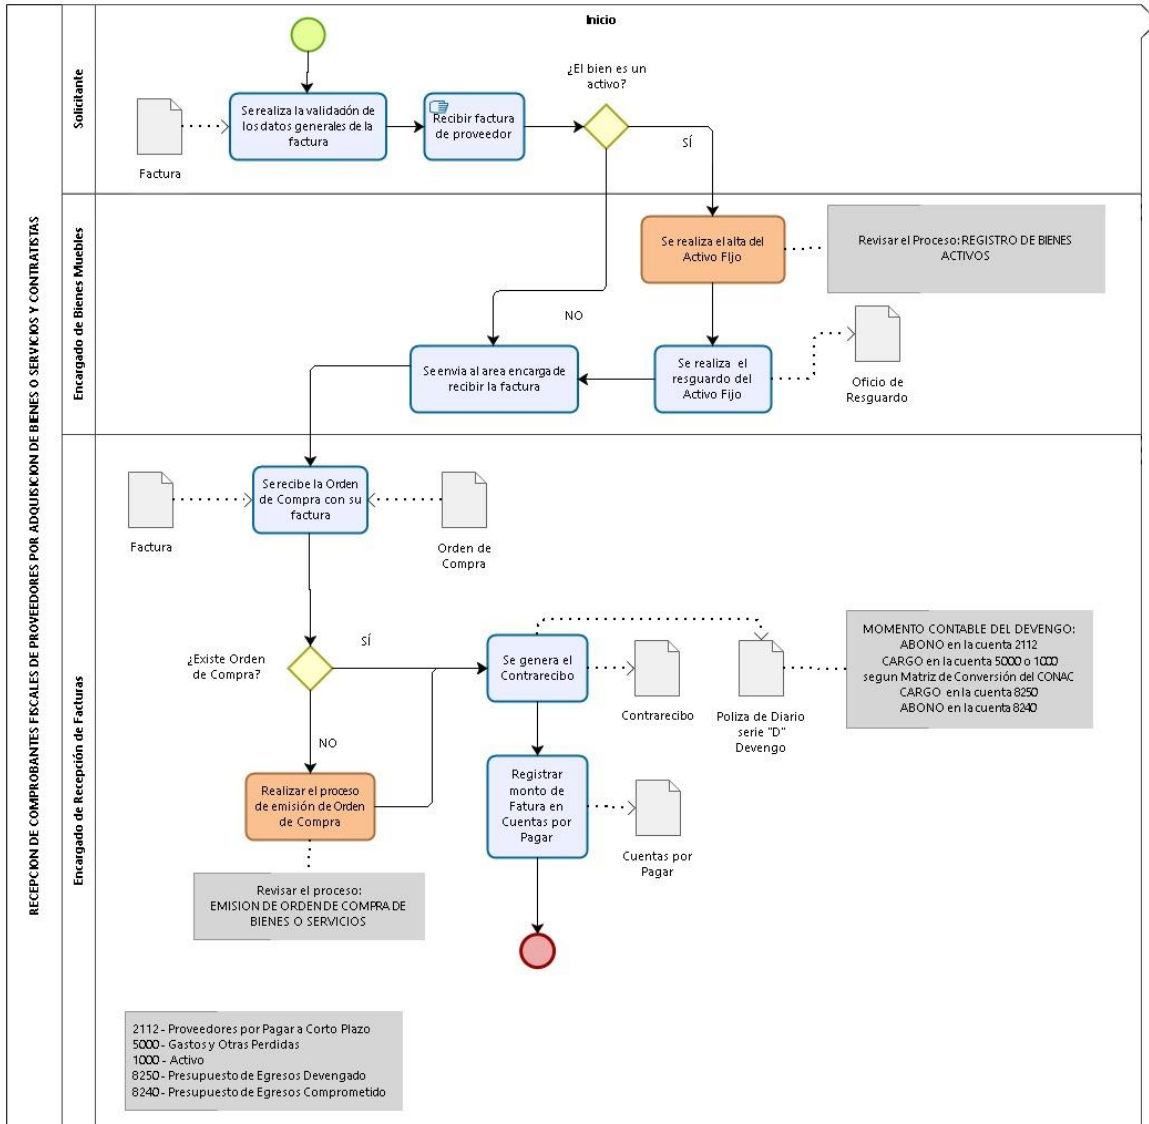 RECEPCION DE COMPROBANTES FISCALES DE PROVEEDORES POR ADQUISICION DE BIENES O SERVICIOS Y CONTRATISTAS
Solicitante
Inicio
¿El bien es un
activo?
Factura
Se realiza la validación de
los datos generales de la
factura
Recibir factura
de proveedor
SÍ
Encargado de Bienes Muebles
Se realiza el alta del
Activo FIjo
Revisar el Proceso: REGISTRO DE BIENES
ACTIVOS
NO
Se envia al area encarga de
recibir la factura
Se realiza el
resguardo del
Activo Fijo
Oficio de
Resguardo
Encargado de Recepción de Facturas
Factura
Se recibe la Orden
de Compra con su
factura
Orden de
Compra
¿Existe Orden
de Compra?
SÍ
NO
Se genera el
Contrarecibo
Contrarecibo
Poliza de Diario
serie "D"
Devengo
MOMENTO CONTABLE DEL DEVENGO:
ABONO en la cuenta 2112
CARGO en la cuenta 5000 o 1000
segun Matriz de Conversión del CONAC
CARGO en la cuenta 8250
ABONO en la cuenta 8240
Realizar el proceso
de emisión de Orden
de Compra
Registrar
monto de
Fatura en
Cuentas por
Pagar
Cuentas por
Pagar
Revisar el proceso:
EMISION DE ORDEN DE COMPRA DE
BIENES O SERVICIOS
2112 - Proveedores por Pagar a Corto Plazo
5000 - Gastos y Otras Perdidas
1000 - Activo
8250 - Presupuesto de Egresos Devengado
8240 - Presupuesto de Egresos Comprometido